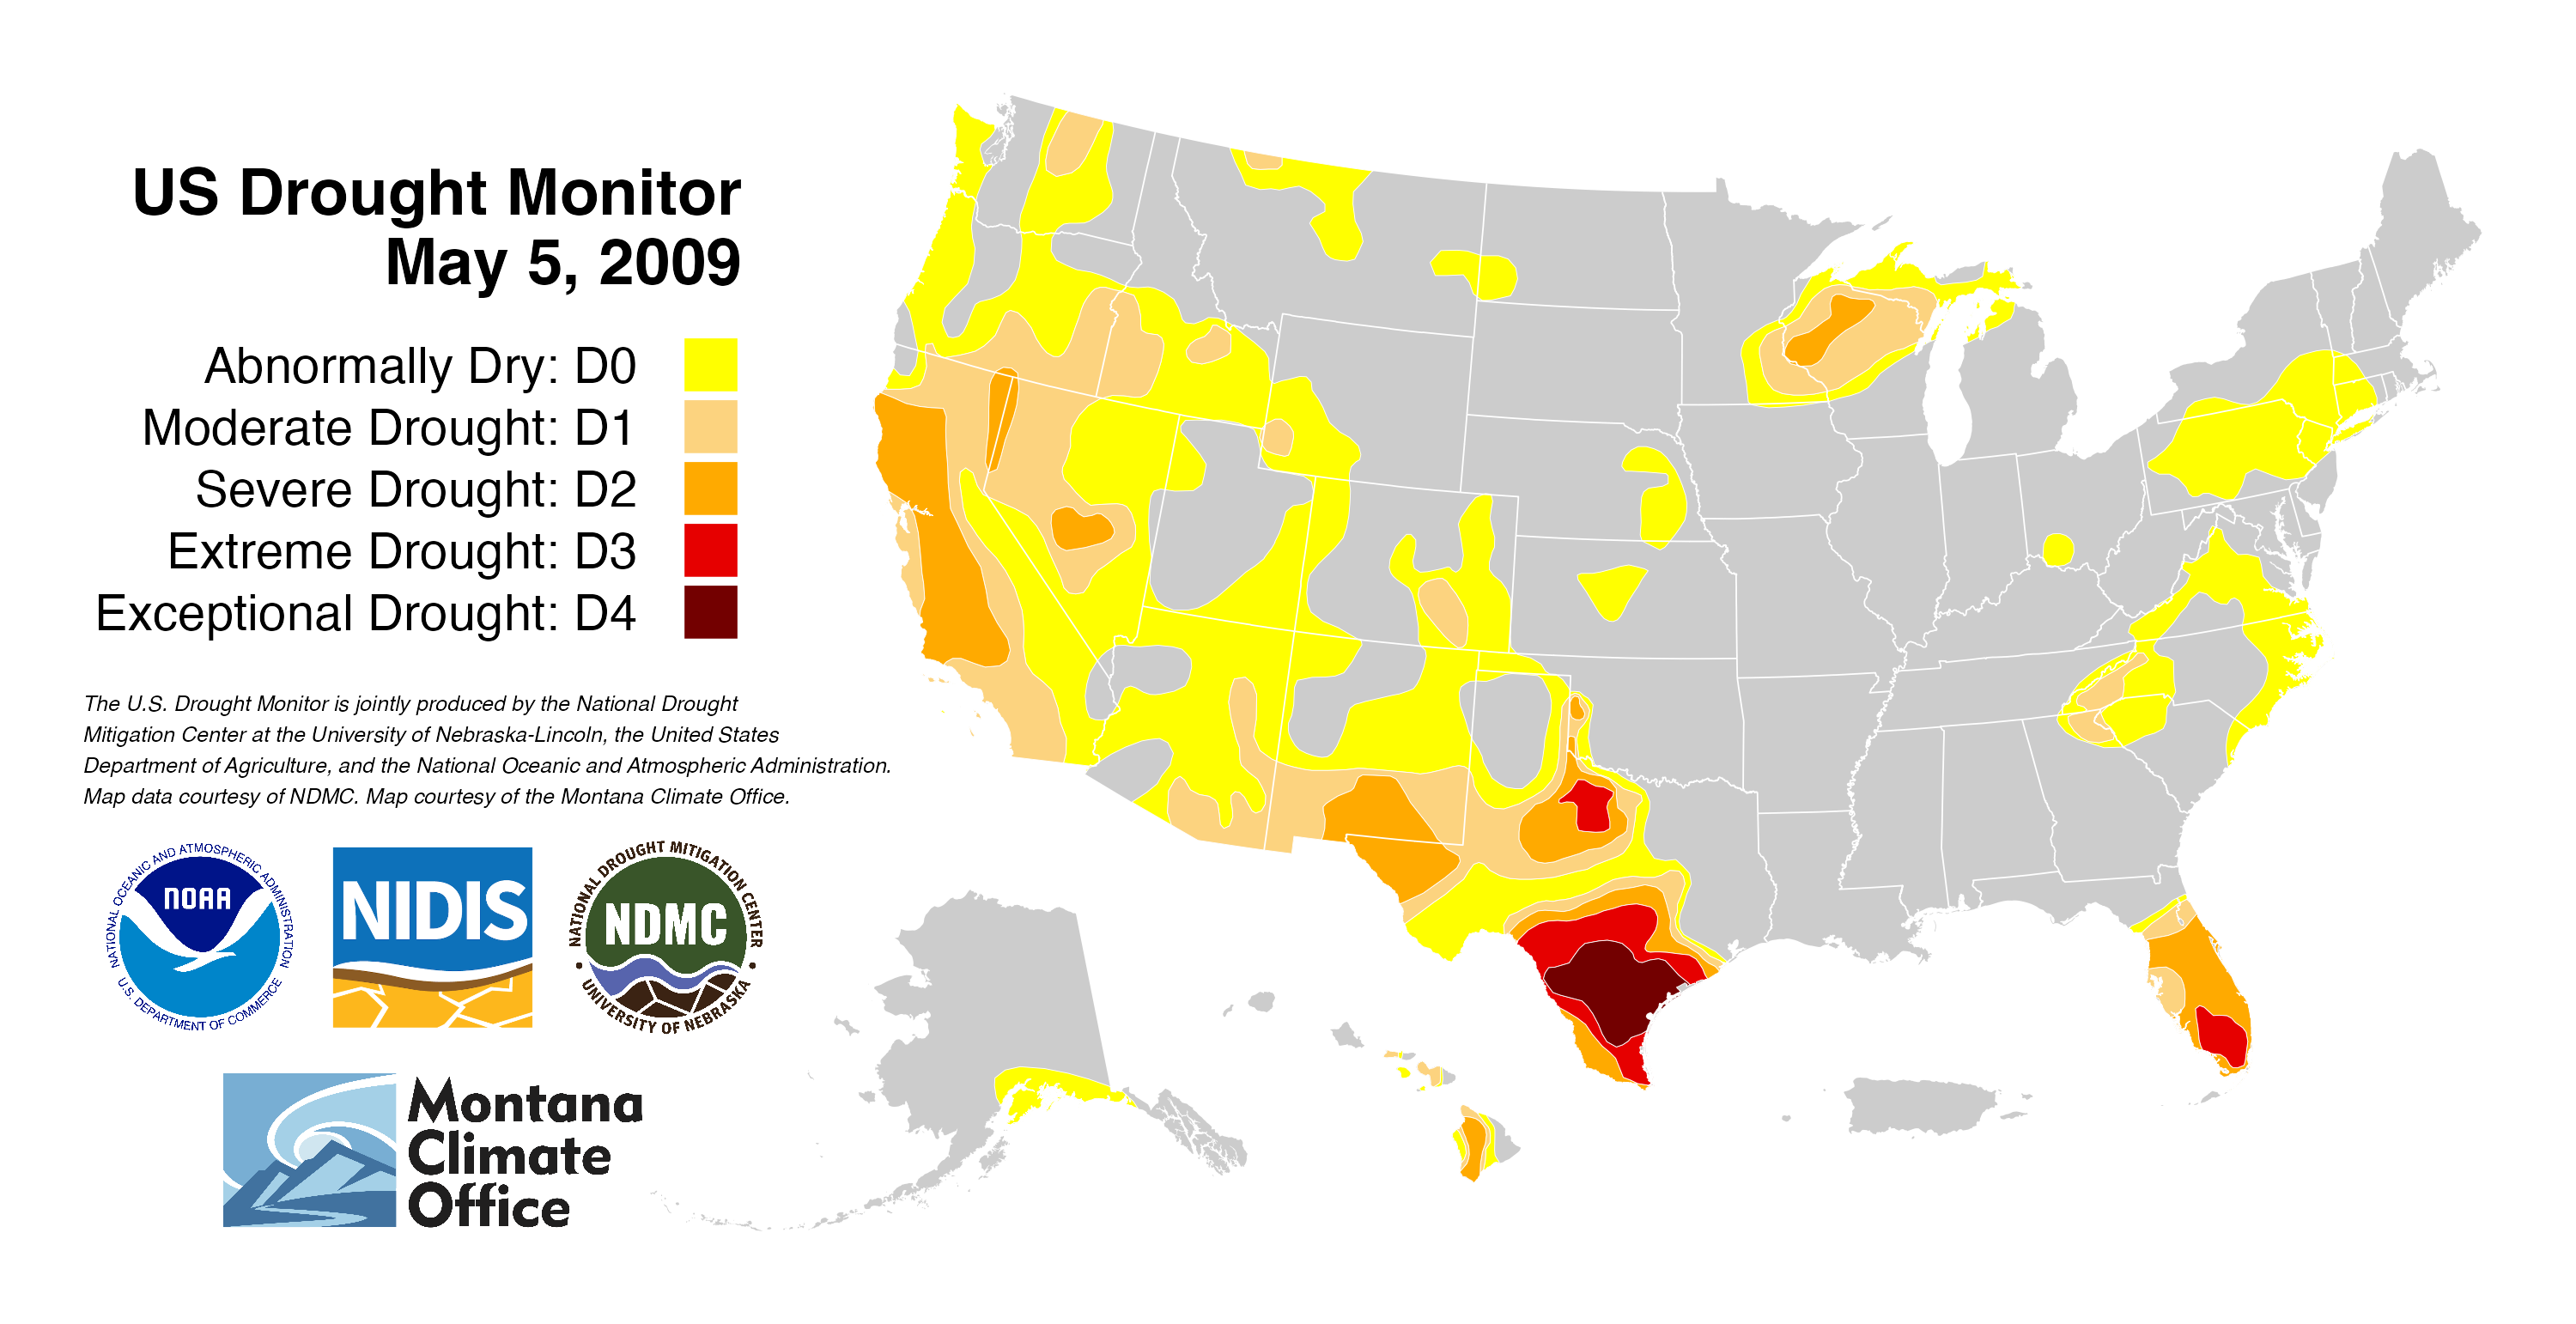 US Drought Monitor
May 5, 2009
Abnormally Dry: D0
Moderate Drought: D1
Severe Drought: D2
Extreme Drought: D3
Exceptional Drought: D4
The U.S. Drought Monitor is jointly produced by the National Drought
Mitigation Center at the University of Nebraska-Lincoln, the United States
Department of Agriculture, and the National Oceanic and Atmospheric Administration.
Map data courtesy of NDMC. Map courtesy of the Montana Climate Office.
NATIONAL OCEANIC AND ATMOSPHERIC ADMINISTRATION
NOAA
U.S. DEPARTMENT OF COMMERCE
NIDIS
NATIONAL DROUGHT MITIGATION CENTER
NDMC
UNIVERSITY OF NEBRASKA
Montana
Climate
Office